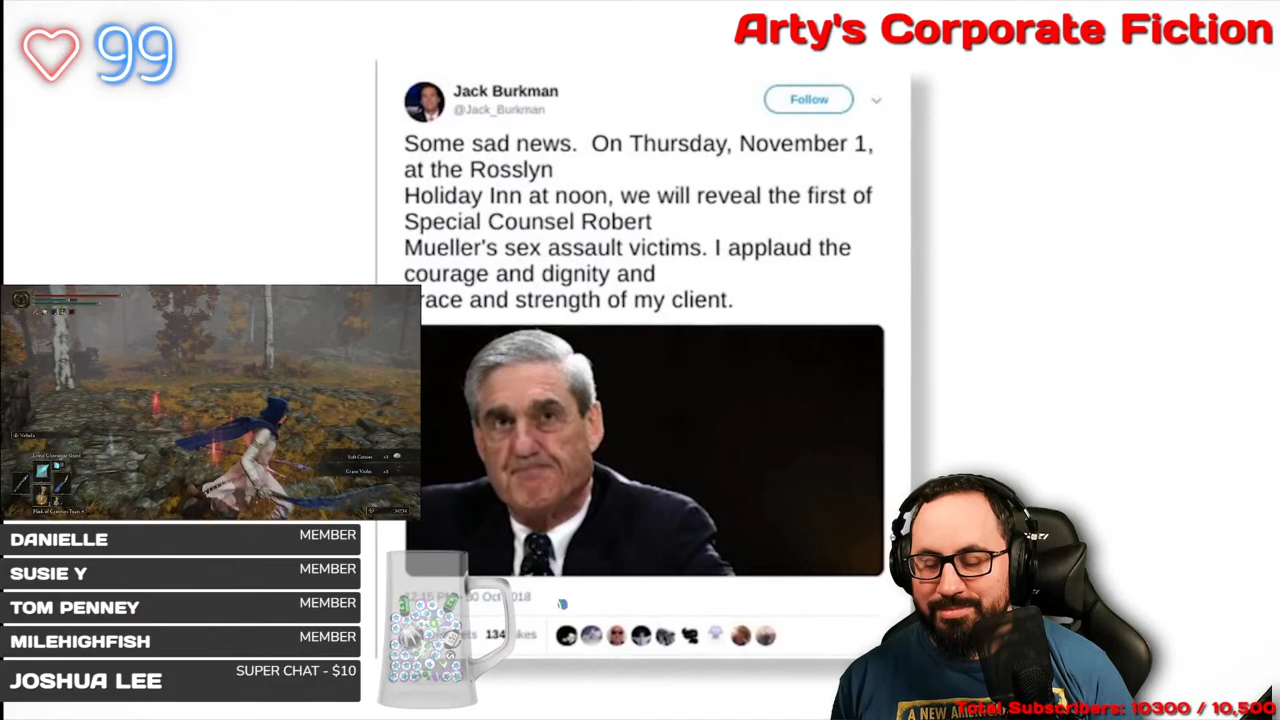 99
Arty's Corporate Fiction
Jack Burkman
@Jack_Burkman
Follow
Some sad news. On Thursday, November 1,
at the Rosslyn
Holiday Inn at noon, we will reveal the first of
Special Counsel Robert
Mueller's sex assault victims. I applaud the
courage and dignity and
race and strength of my client.
DANIELLE MEMBER
SUSIE Y MEMBER
TOM PENNEY MEMBER
MILEHIGHFISH MEMBER
JOSHUA LEE SUPER CHAT - $10
134
A NEW AMERICA
Total Subscribers: 10300 / 10,500